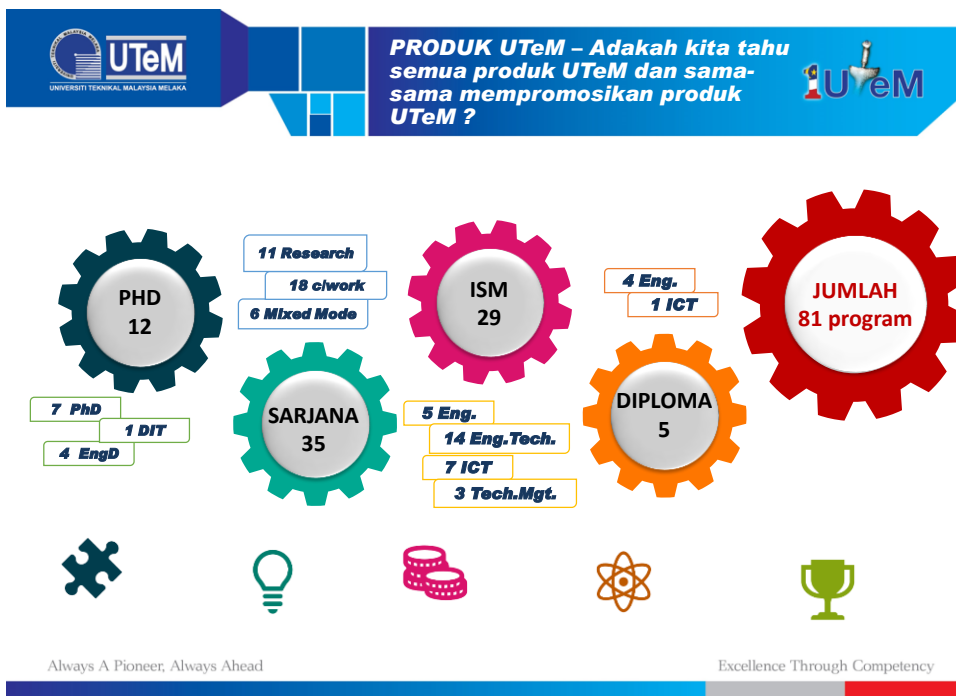 UTeM
UNIVERSITI TEKNIKAL MALAYSIA MELAKA
PRODUK UTeM – Adakah kita tahu
semua produk UTeM dan sama-
sama mempromosikan produk
UTeM ?
1UTeM
PHD
12
7 PhD
1 DIT
4 EngD
11 Research
18 c/work
6 Mixed Mode
SARJANA
35
ISM
29
5 Eng.
14 Eng.Tech.
7 ICT
3 Tech.Mgt.
4 Eng.
1 ICT
DIPLOMA
5
JUMLAH
81 program
Always A Pioneer, Always Ahead
Excellence Through Competency